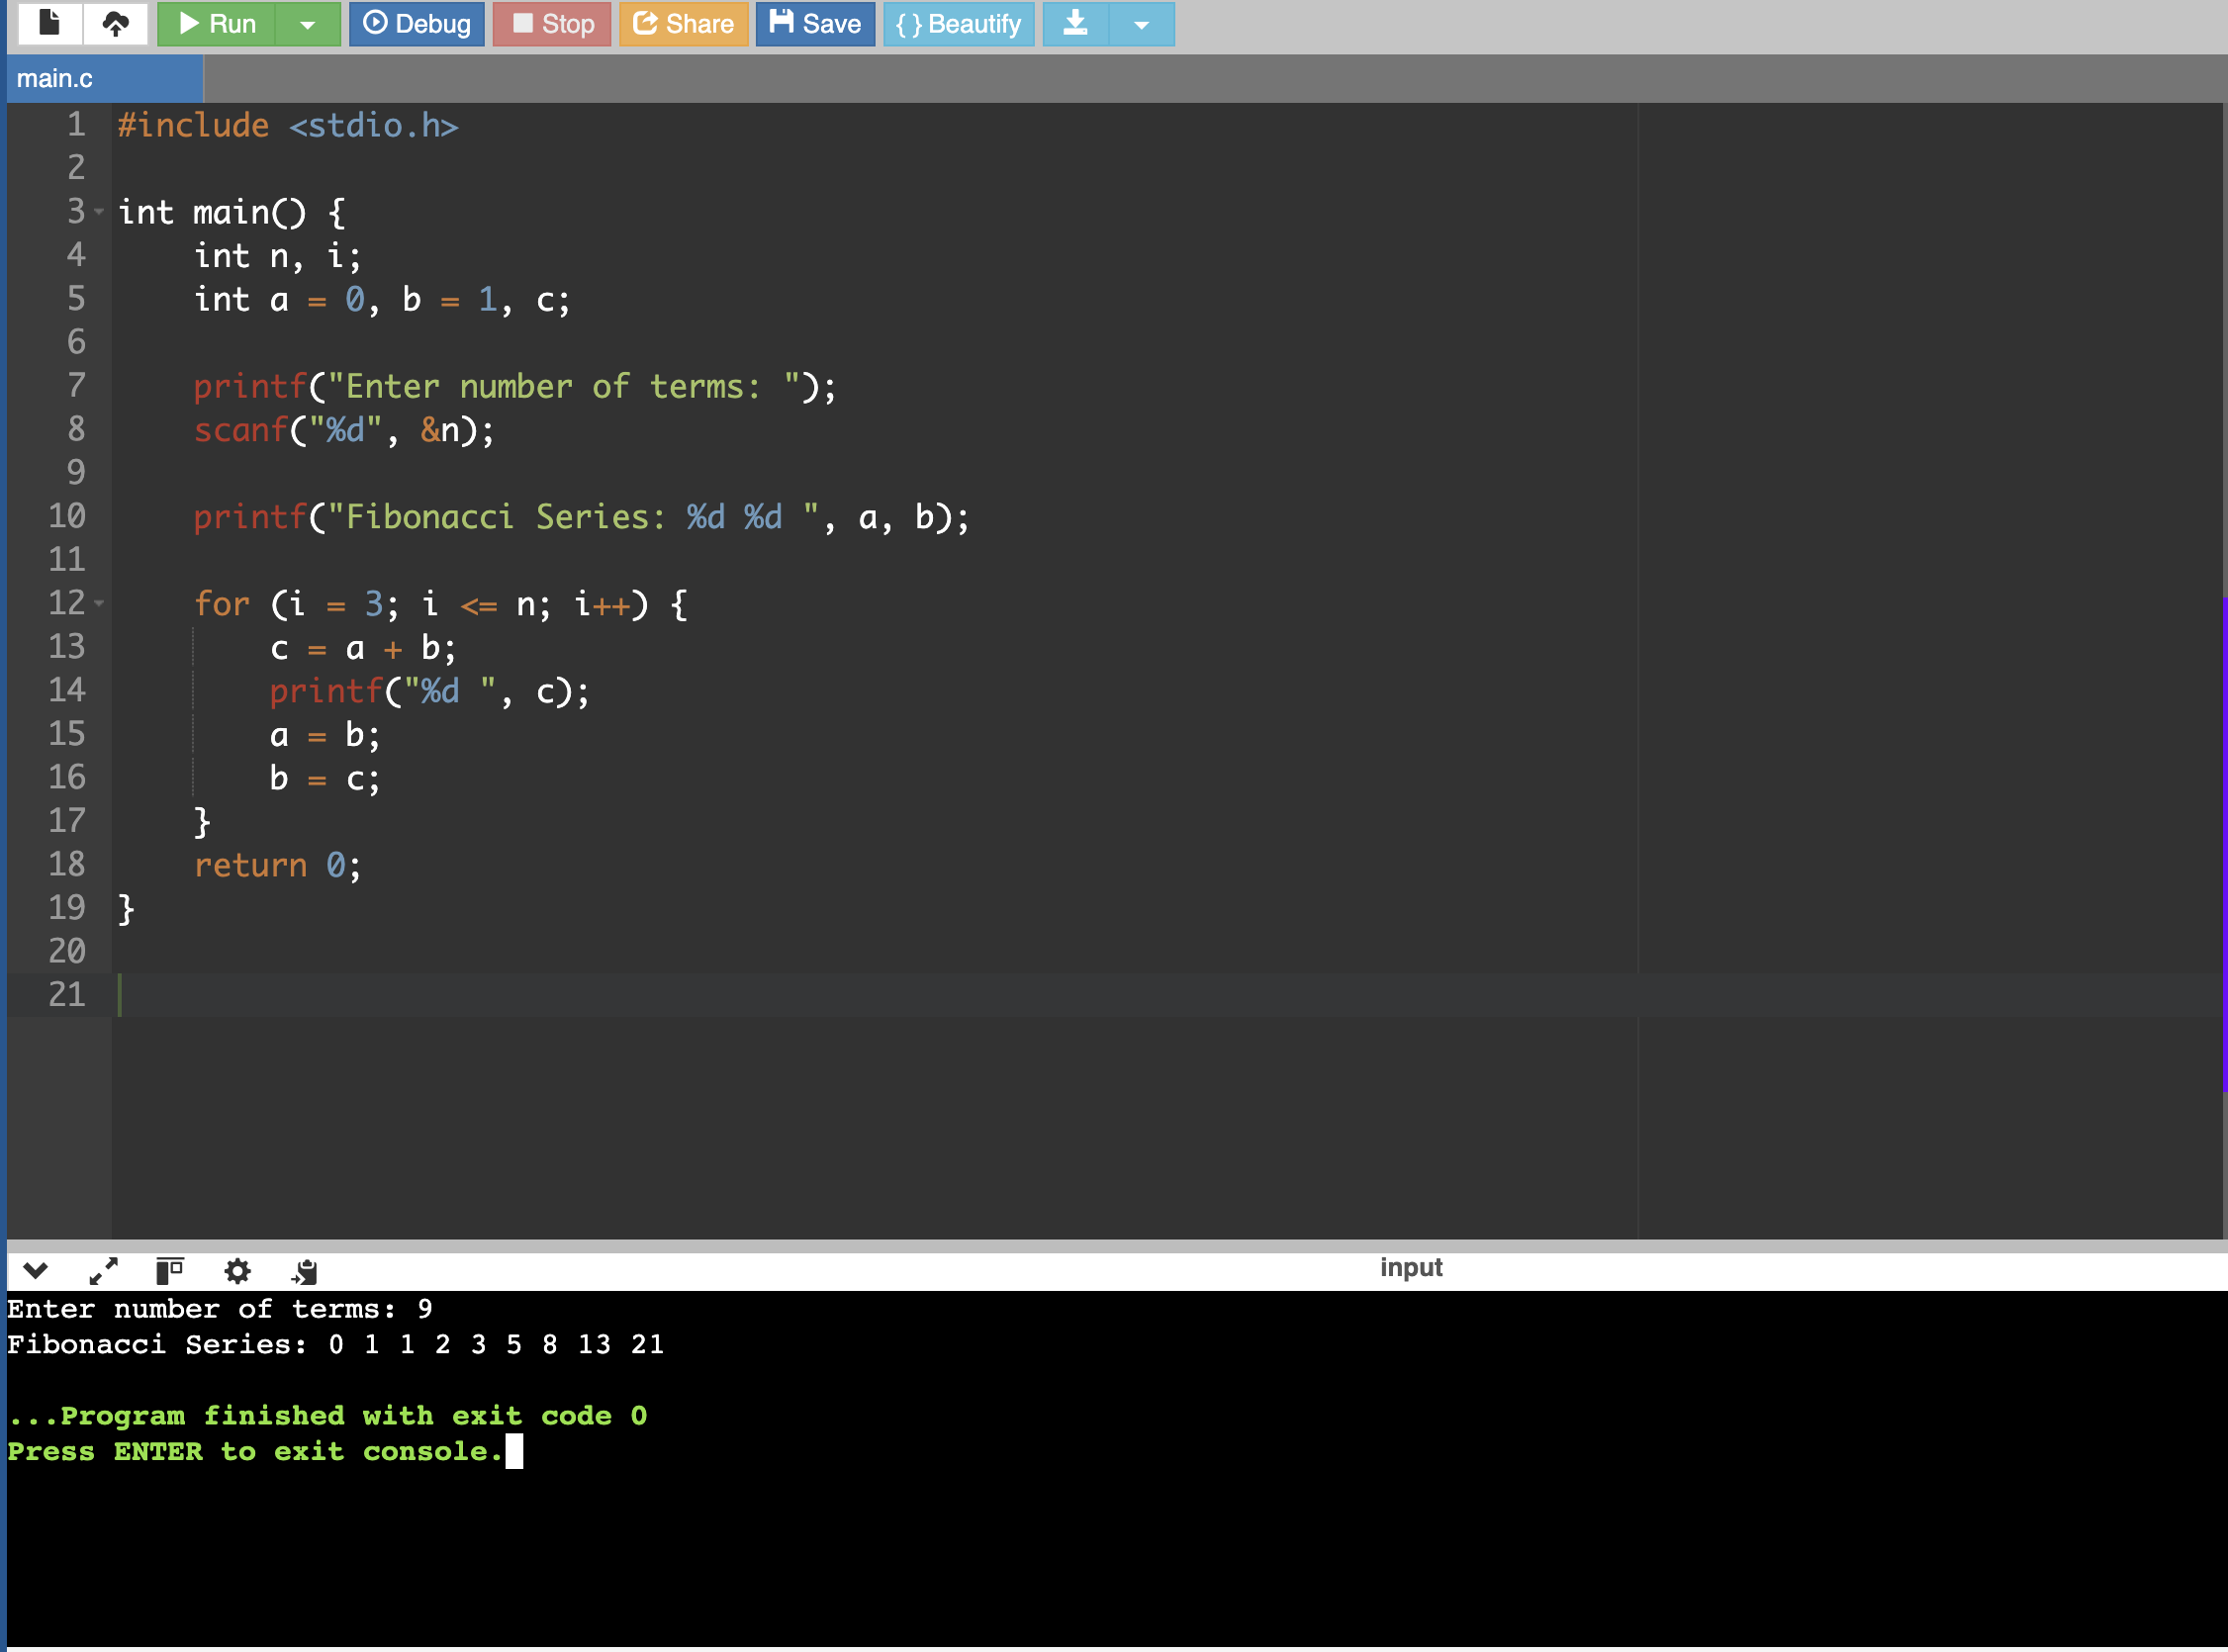 Run Debug Stop Share Save { } Beautify
main.c
1 #include <stdio.h>
2
3 int main() {
4     int n, i;
5     int a = 0, b = 1, c;
6
7     printf("Enter number of terms: ");
8     scanf("%d", &n);
9
10     printf("Fibonacci Series: %d %d ", a, b);
11
12     for (i = 3; i <= n; i++) {
13         c = a + b;
14         printf("%d ", c);
15         a = b;
16         b = c;
17     }
18     return 0;
19 }
20
21
input
Enter number of terms: 9
Fibonacci Series: 0 1 1 2 3 5 8 13 21
...Program finished with exit code 0
Press ENTER to exit console.